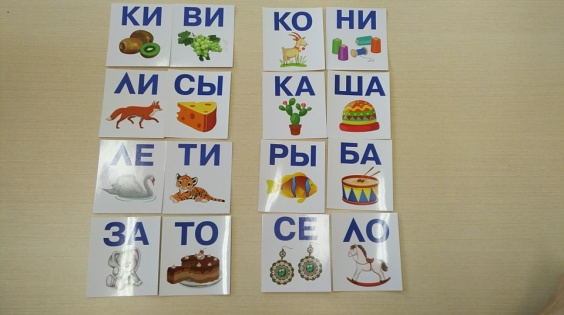 КИ ВИ КО НИ
ЛИ СЫ КА ША
ЛЕ ТИ РЫ БА
ЗА ТО СЕ ЛО